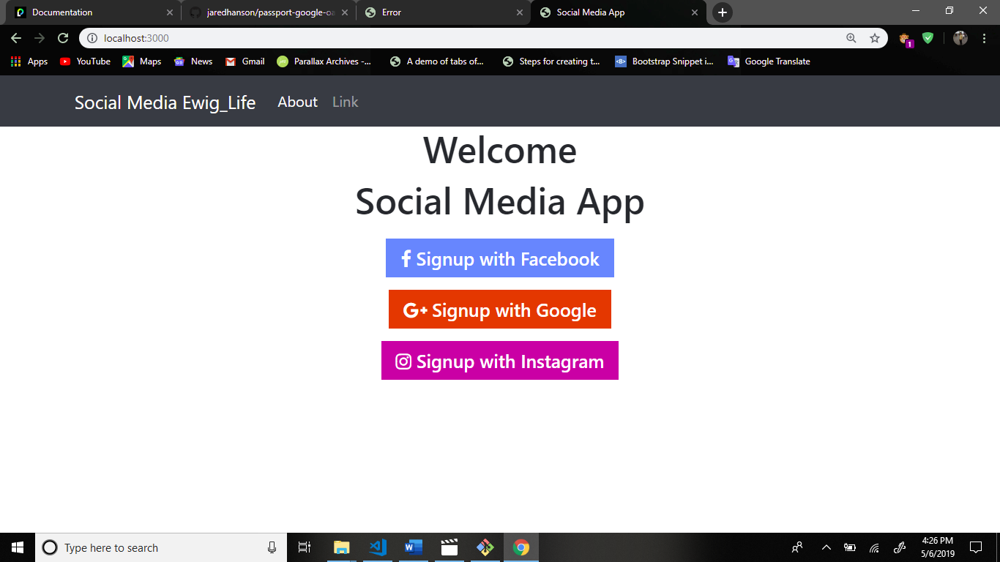 Documentation
jaredhanson/passport-google-oa
Error
Social Media App
localhost:3000
1
Apps
YouTube
Maps
News
Gmail
Parallax Archives -...
A demo of tabs of...
Steps for creating t...
Bootstrap Snippet i...
Google Translate
Social Media Ewig_Life
About
Link
Welcome
Social Media App
Signup with Facebook
Signup with Google
Signup with Instagram
Type here to search
4:26 PM
5/6/2019